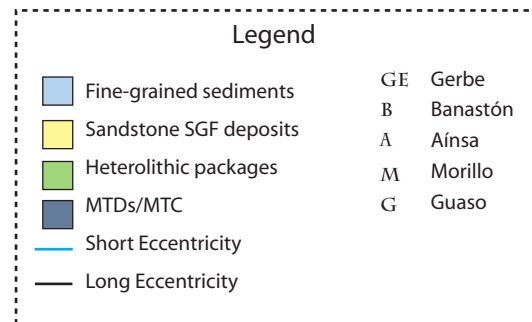 Legend
Fine-grained sediments
Sandstone SGF deposits
Heterolithic packages
MTDs/MTC
Short Eccentricity
Long Eccentricity
GE Gerbe
B Banastón
A Aínsa
M Morillo
G Guaso